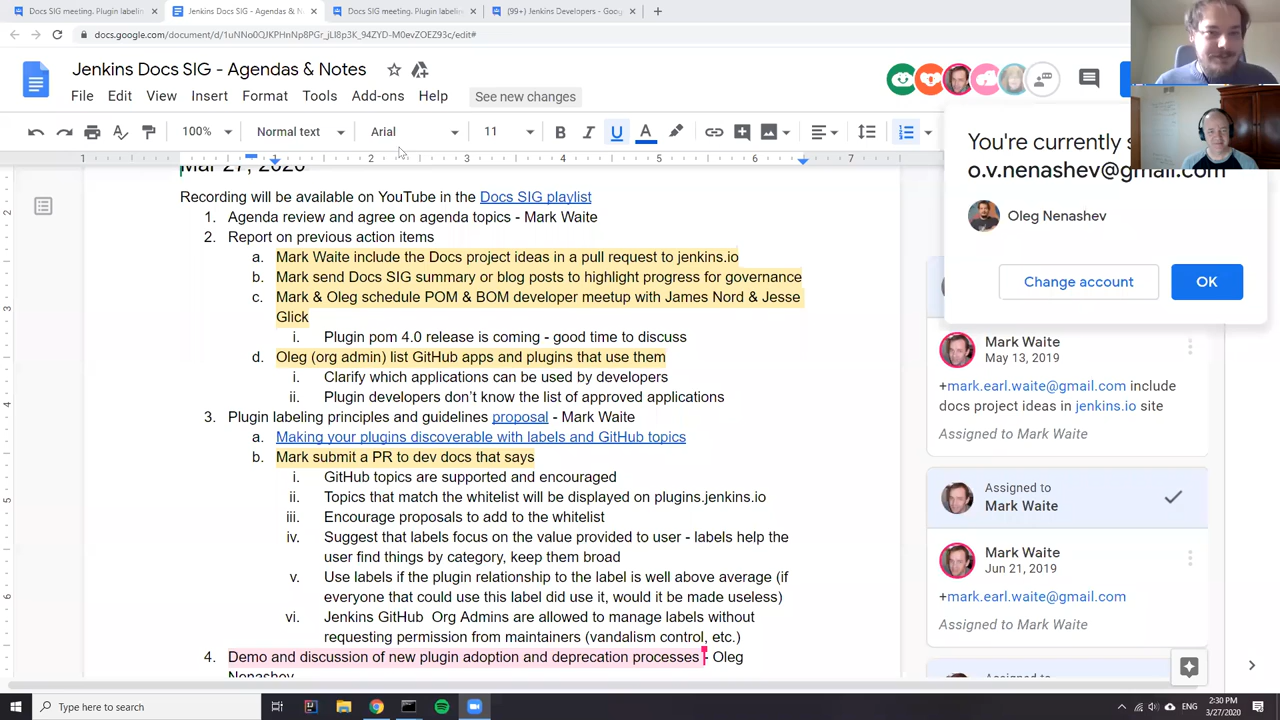 Docs SIG meeting. Plugin labeling
Jenkins Docs SIG - Agendas & N
Docs SIG meeting. Plugin labeling
(99+) Jenkins Developers - Goog
docs.google.com/document/d/1uNNo0QJKPHnNp8PGr_jLl8p3K_94ZYD-M0evZOEZ93c/edit#
Jenkins Docs SIG - Agendas & Notes
File Edit View Insert Format Tools Add-ons Help See new changes
100% Normal text Arial 11
1 1 2 3 4 5 6 7
Mar 27, 2020
Recording will be available on YouTube in the Docs SIG playlist
1. Agenda review and agree on agenda topics - Mark Waite
2. Report on previous action items
a. Mark Waite include the Docs project ideas in a pull request to jenkins.io
b. Mark send Docs SIG summary or blog posts to highlight progress for governance
c. Mark & Oleg schedule POM & BOM developer meetup with James Nord & Jesse
Glick
i. Plugin pom 4.0 release is coming - good time to discuss
d. Oleg (org admin) list GitHub apps and plugins that use them
i. Clarify which applications can be used by developers
ii. Plugin developers don't know the list of approved applications
3. Plugin labeling principles and guidelines proposal - Mark Waite
a. Making your plugins discoverable with labels and GitHub topics
b. Mark submit a PR to dev docs that says
i. GitHub topics are supported and encouraged
ii. Topics that match the whitelist will be displayed on plugins.jenkins.io
iii. Encourage proposals to add to the whitelist
iv. Suggest that labels focus on the value provided to user - labels help the
user find things by category, keep them broad
v. Use labels if the plugin relationship to the label is well above average (if
everyone that could use this label did use it, would it be made useless)
vi. Jenkins GitHub Org Admins are allowed to manage labels without
requesting permission from maintainers (vandalism control, etc.)
4. Demo and discussion of new plugin adoption and deprecation processes - Oleg
Nenashev
You're currently s
o.v.nenashev@gmail.com
Oleg Nenashev
Change account OK
Mark Waite
May 13, 2019
+mark.earl.waite@gmail.com include
docs project ideas in jenkins.io site
Assigned to Mark Waite
Assigned to
Mark Waite
Mark Waite
Jun 21, 2019
+mark.earl.waite@gmail.com
Assigned to Mark Waite
Type here to search
ENG
2:30 PM
3/27/2020